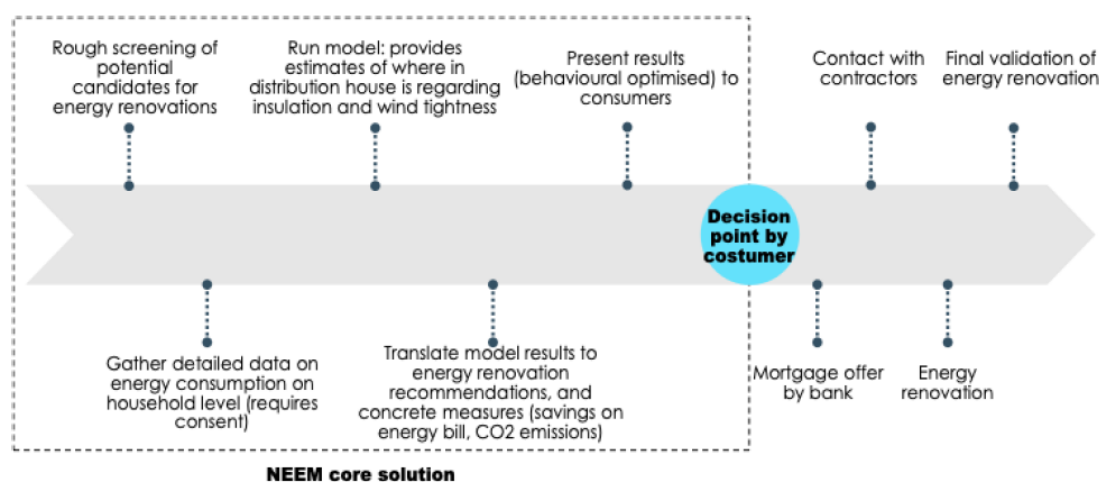 Rough screening of
potential
candidates for
energy renovations
Run model: provides
estimates of where in
distribution house is regarding
insulation and wind tightness
Present results
(behavioural optimised) to
consumers
Contact with
contractors
Final validation of
energy renovation
Decision
point by
costumer
Gather detailed data on
energy consumption on
household level (requires
consent)
Translate model results to
energy renovation
recommendations, and
concrete measures (savings on
energy bill, CO2 emissions)
Mortgage offer
by bank
Energy
renovation
NEEM core solution